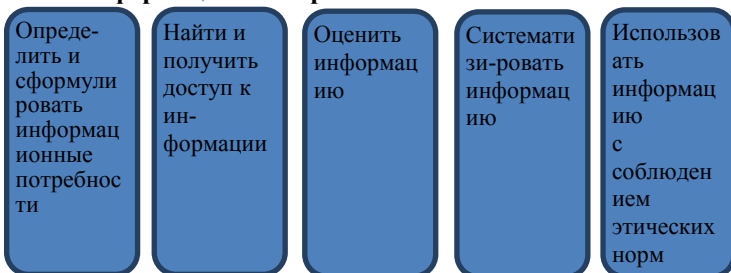 Опреде-
лить и
сформули
ровать
информац
ионные
потребнос
ти
Найти и
получить
доступ к
ин-
формации
Оценить
информац
ию
Системати
зи-ровать
информац
ию
Использов
ать
информац
ию
с
соблюден
ием
этических
норм